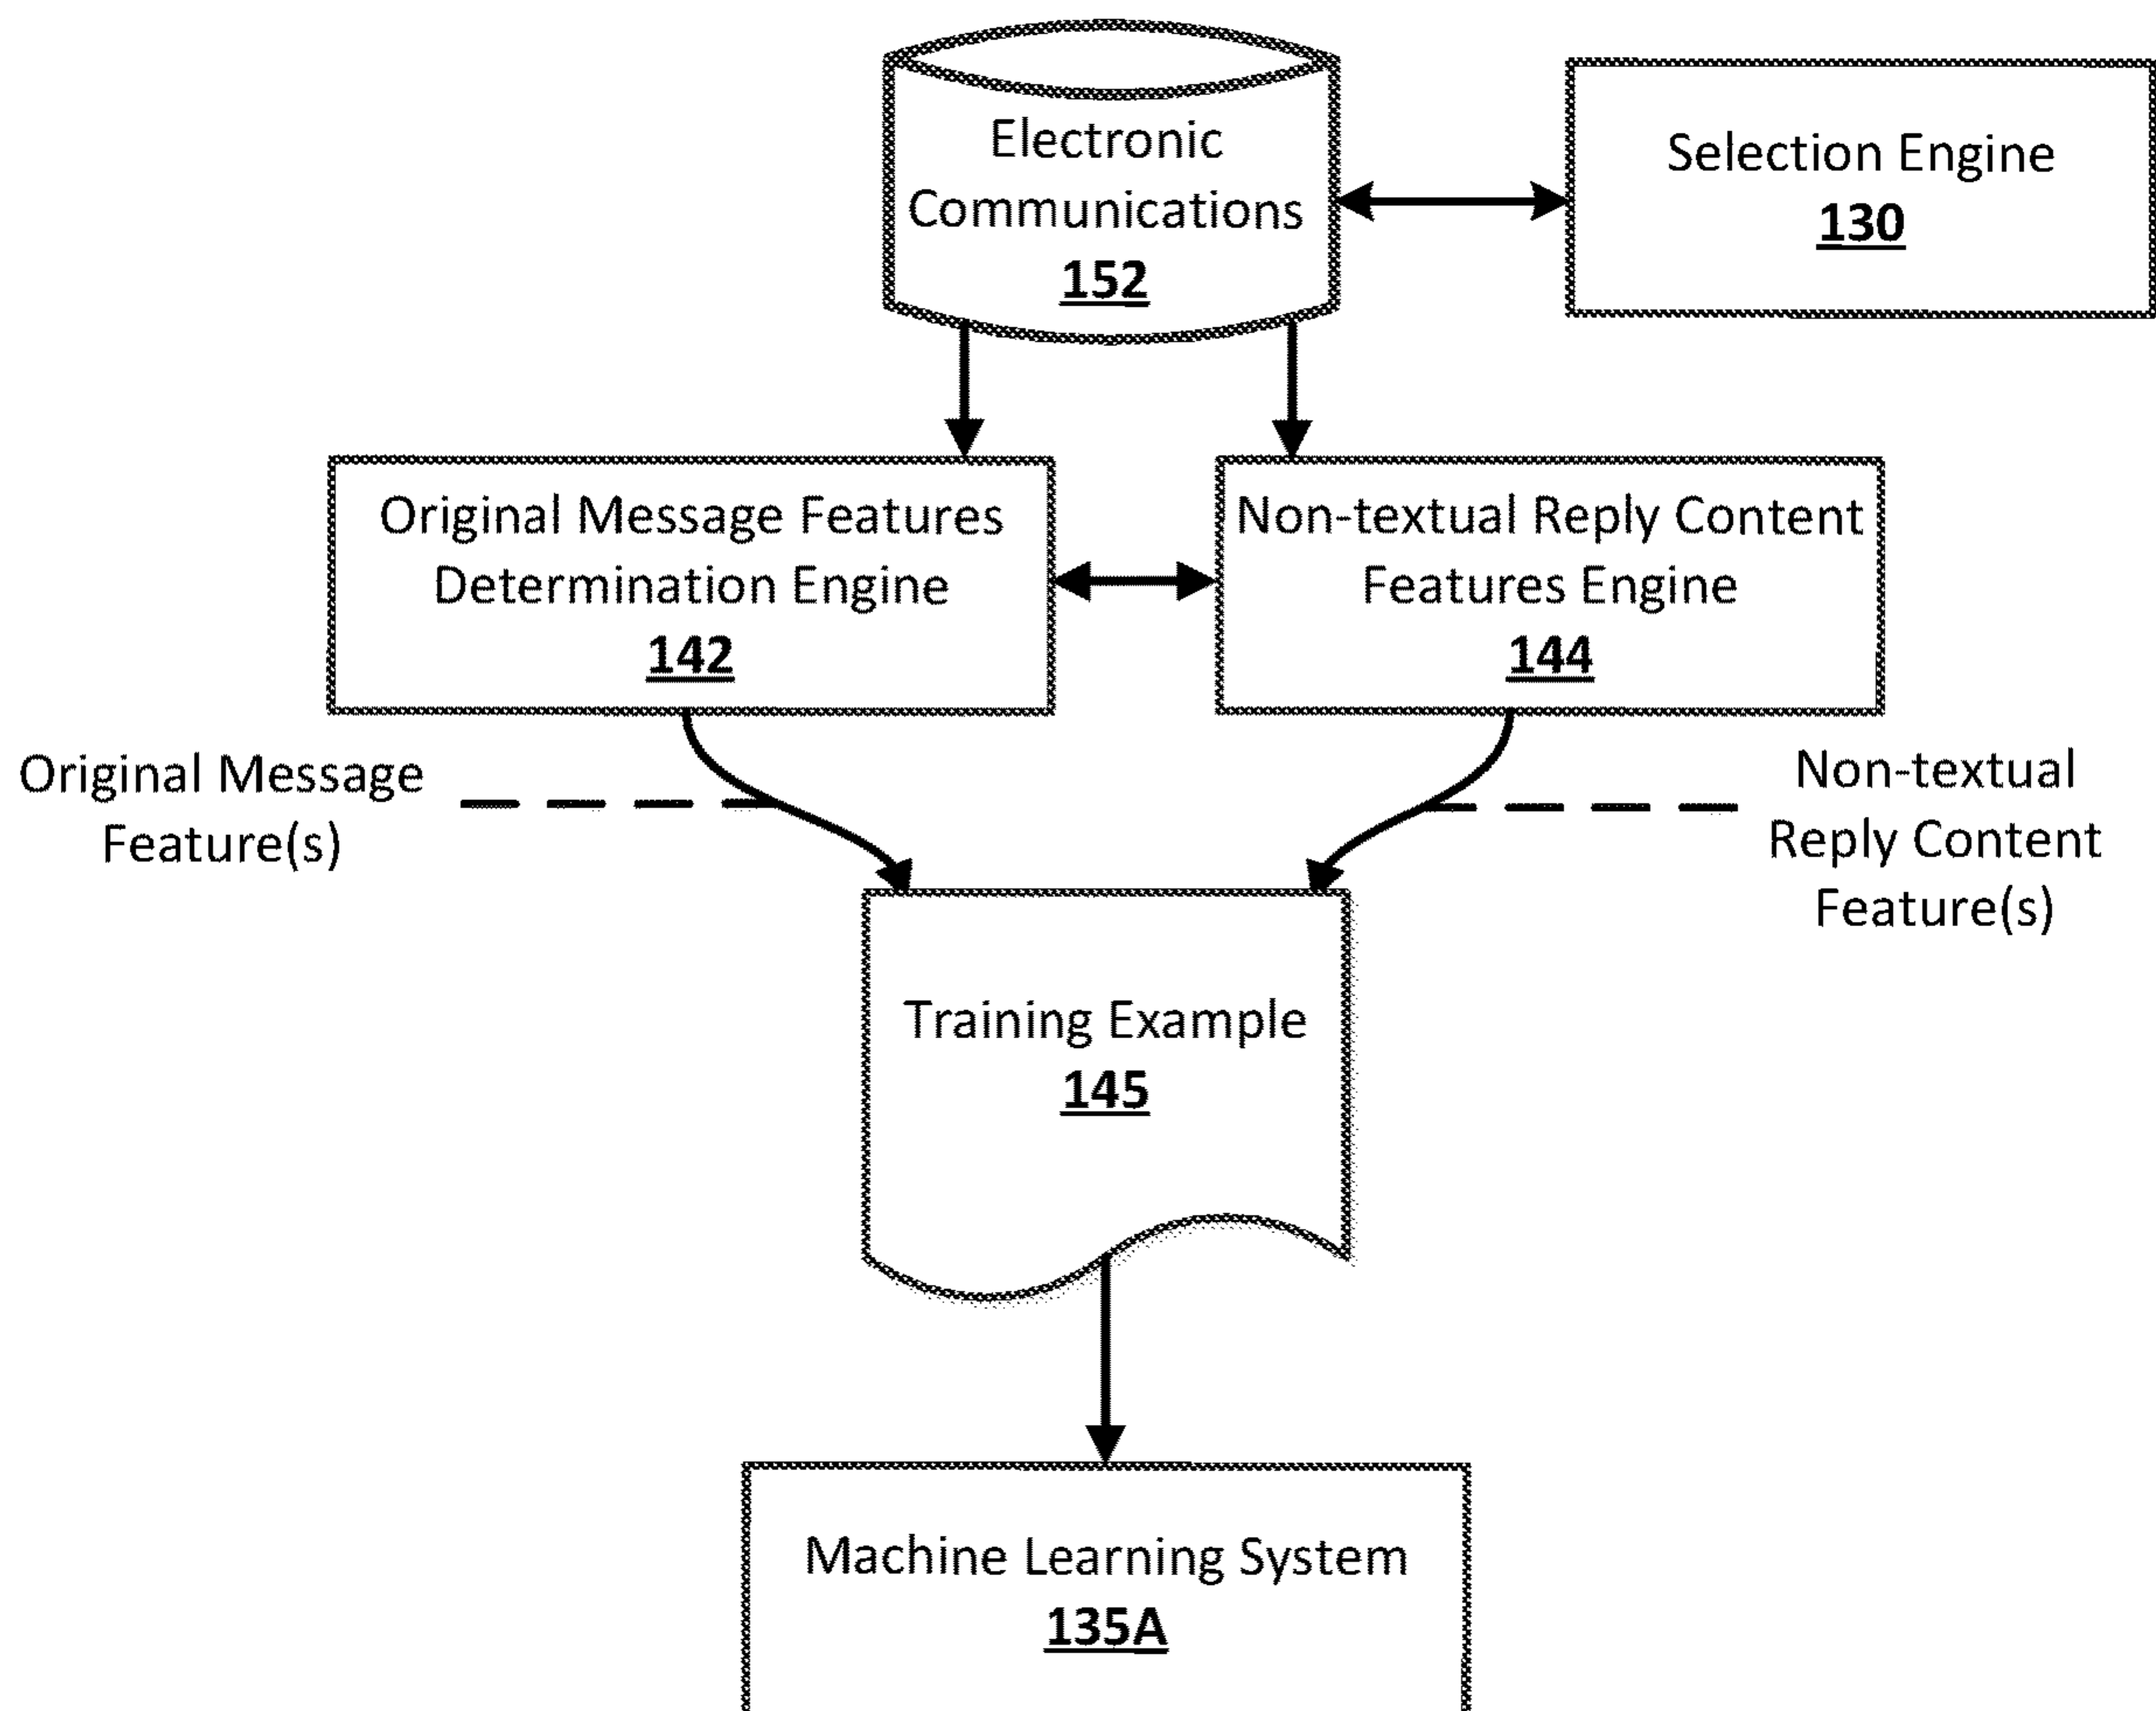 Electronic
Communications
152
Selection Engine
130
Original Message Features
Determination Engine
142
Non-textual Reply Content
Features Engine
144
Original Message
Feature(s)
Non-textual
Reply Content
Feature(s)
Training Example
145
Machine Learning System
135A